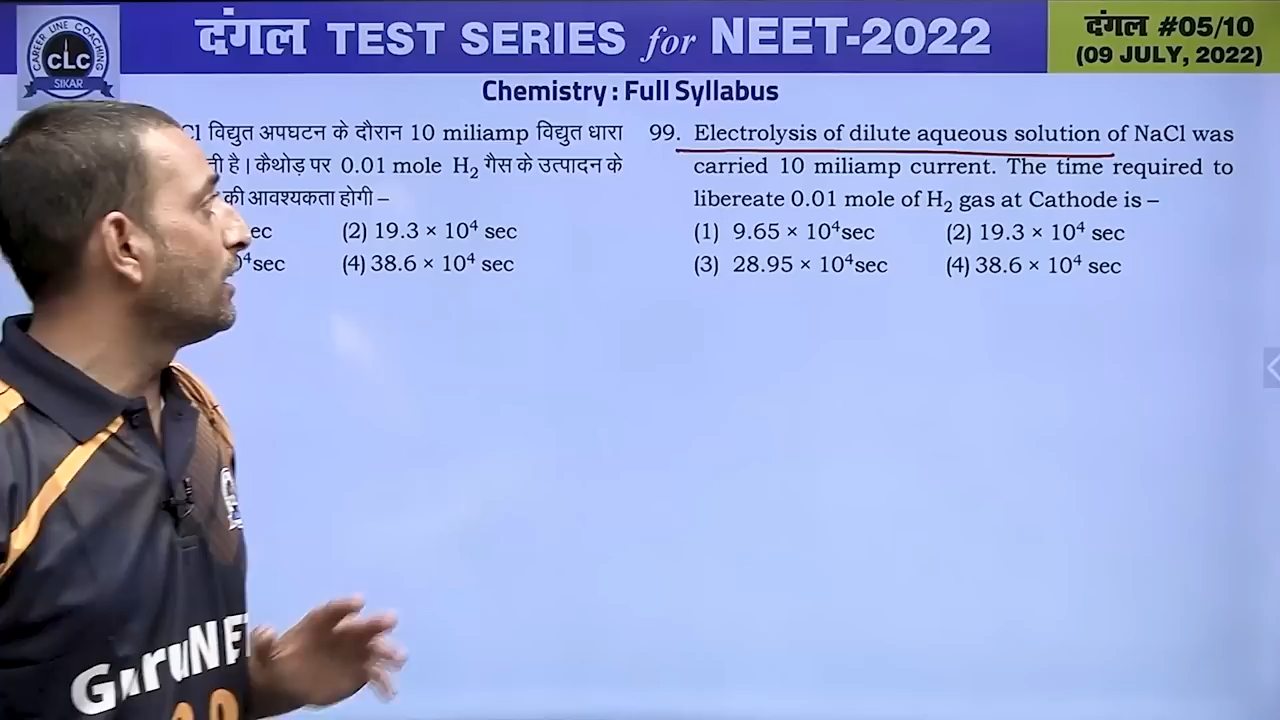 दंगल TEST SERIES for NEET-2022
दंगल #05/10
(09 JULY, 2022)
CAREER LINE COACHING
CLC
SIKAR
Chemistry : Full Syllabus
Cl विद्युत अपघटन के दौरान 10 miliamp विद्युत धारा
है। कैथोड़ पर 0.01 mole H₂ गैस के उत्पादन के
की आवश्यकता होगी –
(2) 19.3 × 10⁴ sec
⁴sec (4) 38.6 × 10⁴ sec
99. Electrolysis of dilute aqueous solution of NaCl was
carried 10 miliamp current. The time required to
libereate 0.01 mole of H₂ gas at Cathode is –
(1) 9.65 × 10⁴sec (2) 19.3 × 10⁴ sec
(3) 28.95 × 10⁴sec (4) 38.6 × 10⁴ sec
GuruNE